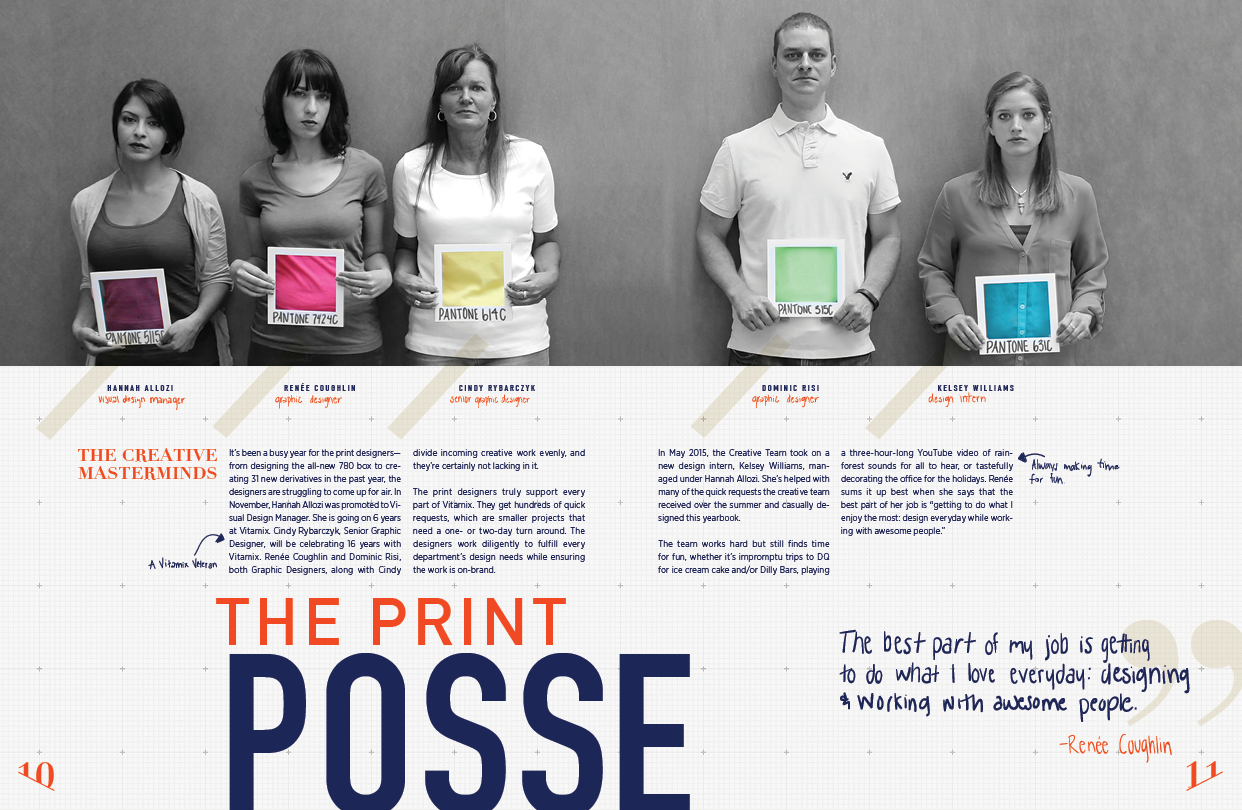 PANTONE 5115C
PANTONE 7424C
PANTONE 614C
PANTONE 515C
PANTONE 631C
HANNAH ALLOZI
visual design manager
RENÉE COUGHLIN
graphic designer
CINDY RYBARCZYK
senior graphic designer
DOMINIC RISI
graphic designer
KELSEY WILLIAMS
design intern
THE CREATIVE
MASTERMINDS
It's been a busy year for the print designers—
from designing the all-new 780 box to cre-
ating 31 new derivatives in the past year, the
designers are struggling to come up for air. In
November, Hannah Allozi was promoted to Vi-
sual Design Manager. She is going on 6 years
at Vitamix. Cindy Rybarczyk, Senior Graphic
Designer, will be celebrating 16 years with
Vitamix. Renée Coughlin and Dominic Risi,
both Graphic Designers, along with Cindy
A Vitamix Veteran
divide incoming creative work evenly, and
they're certainly not lacking in it.
The print designers truly support every
part of Vitamix. They get hundreds of quick
requests, which are smaller projects that
need a one- or two-day turn around. The
designers work diligently to fulfill every
department's design needs while ensuring
the work is on-brand.
In May 2015, the Creative Team took on a
new design intern, Kelsey Williams, man-
aged under Hannah Allozi. She's helped with
many of the quick requests the creative team
received over the summer and casually de-
signed this yearbook.
The team works hard but still finds time
for fun, whether it's impromptu trips to DQ
for ice cream cake and/or Dilly Bars, playing
a three-hour-long YouTube video of rain-
forest sounds for all to hear, or tastefully
decorating the office for the holidays. Renée
sums it up best when she says that the
best part of her job is "getting to do what I
enjoy the most: design everyday while work-
ing with awesome people."
Always making time
for fun.
THE PRINT
POSSE
The best part of my job is getting
to do what I love everyday: designing
& working with awesome people.
-Renée Coughlin
10
11